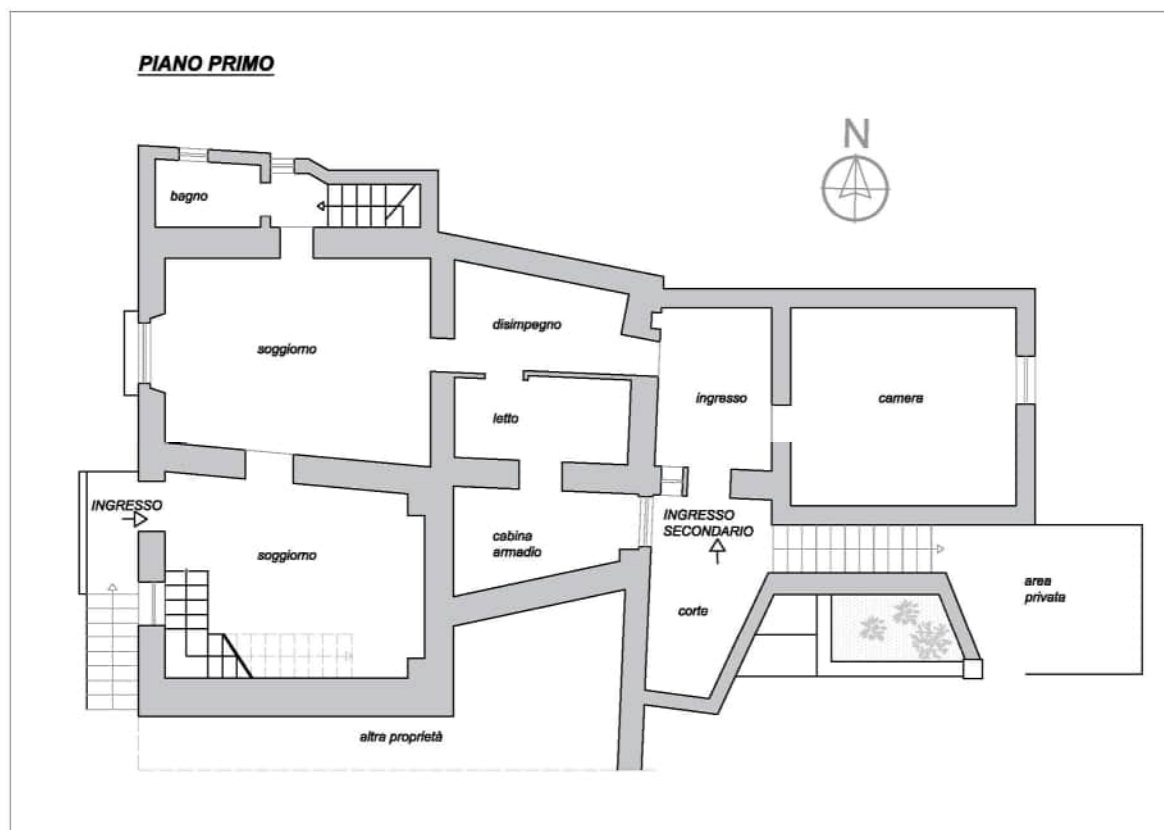 PIANO PRIMO
N
bagno
disimpegno
soggiorno
ingresso
camera
letto
INGRESSO
INGRESSO
SECONDARIO
soggiorno
cabina
armadio
area
privata
corte
altra proprietà